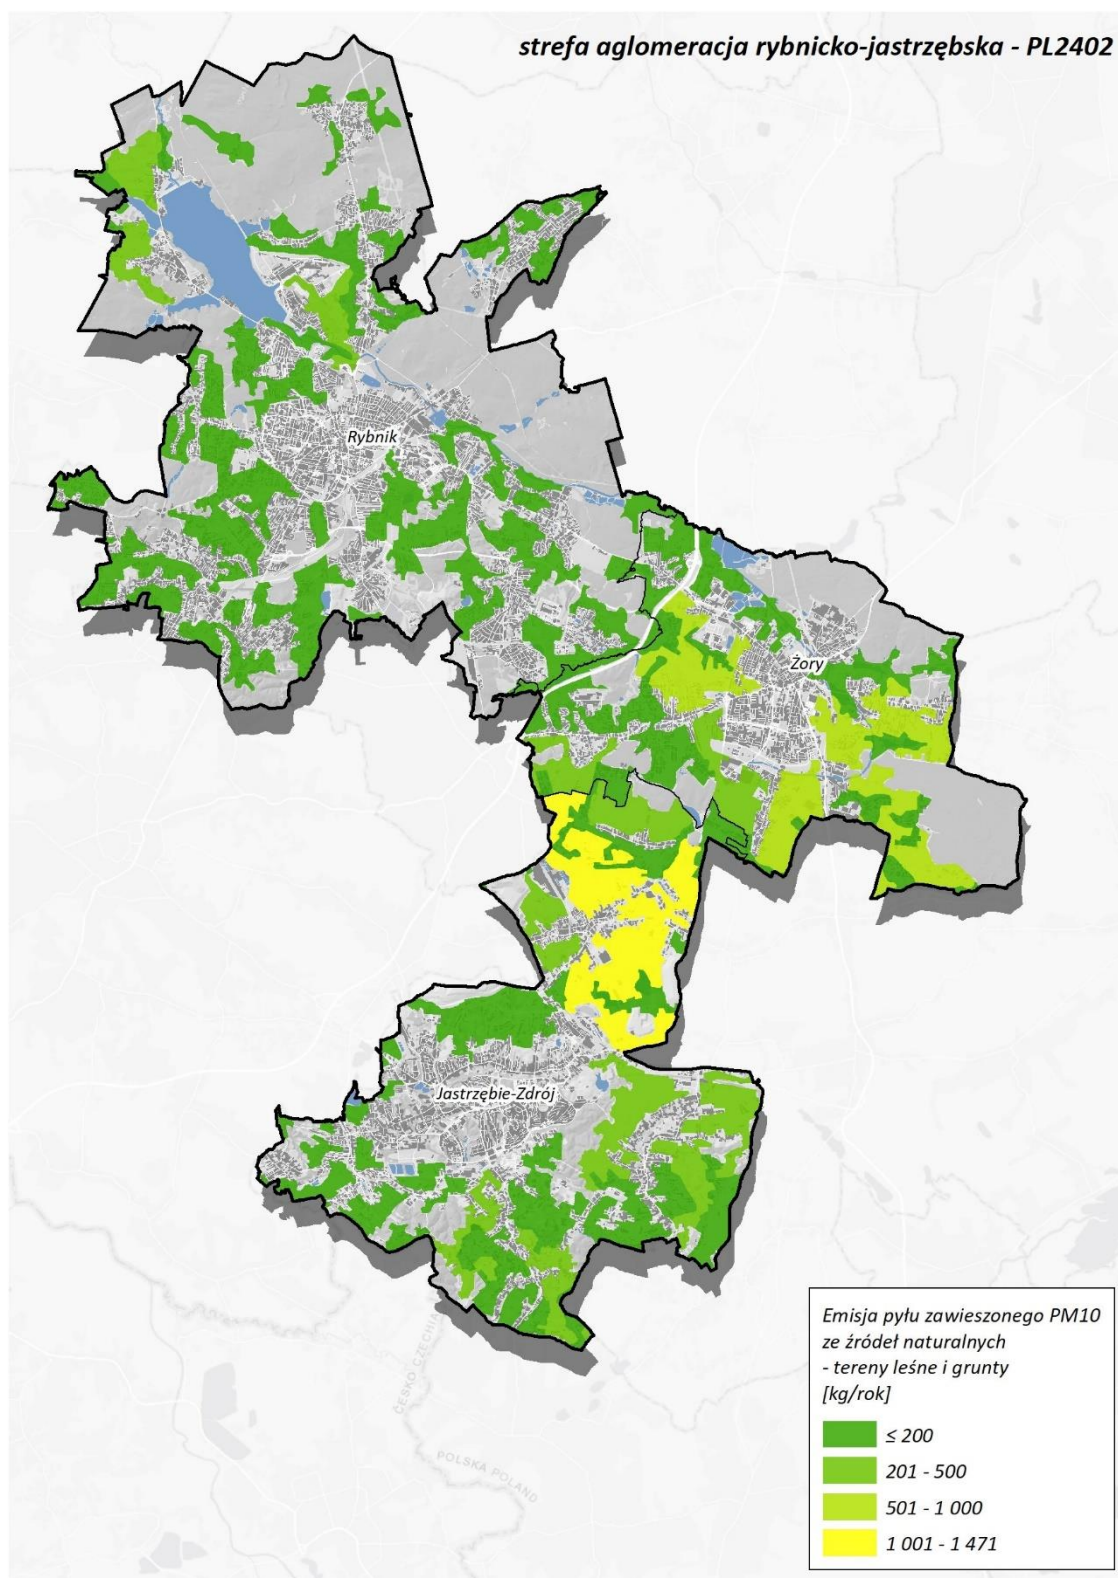 strefa aglomeracja rybnicko-jastrzębska - PL2402
Rybnik
Żory
Jastrzębie-Zdrój
Emisja pyłu zawieszonego PM10
ze źródeł naturalnych
- tereny leśne i grunty
[kg/rok]
≤ 200
201 - 500
501 - 1 000
1 001 - 1 471
ČESKO CZECHIA
POLSKA POLAND